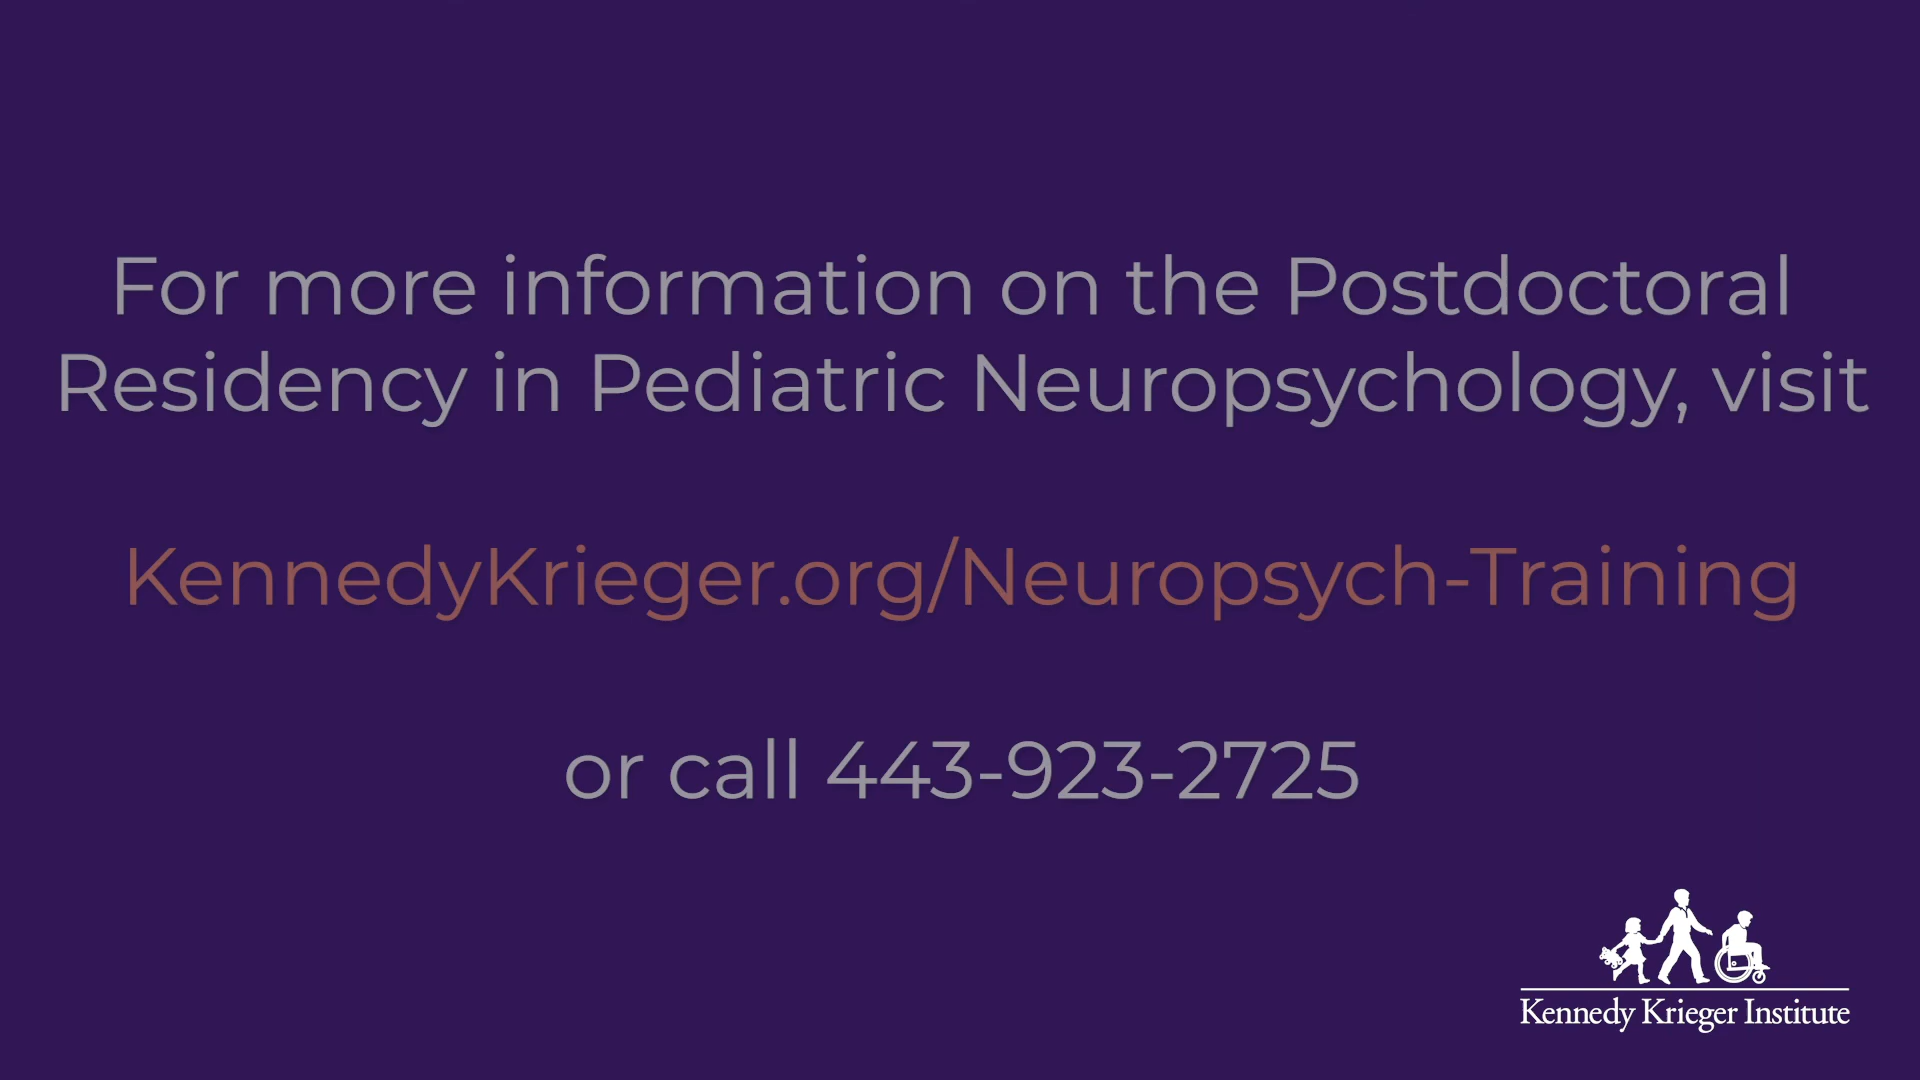 For more information on the Postdoctoral
Residency in Pediatric Neuropsychology, visit
KennedyKrieger.org/Neuropsych-Training
or call 443-923-2725
Kennedy Krieger Institute